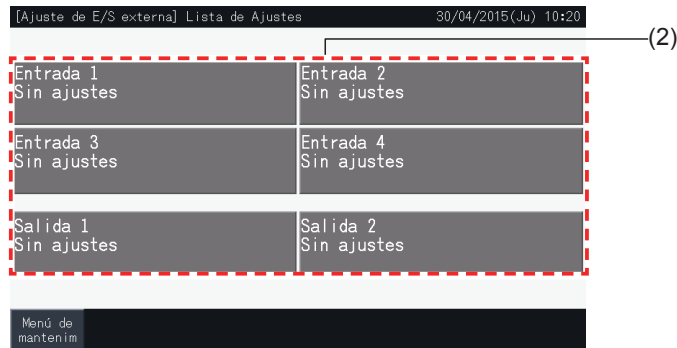 [Ajuste de E/S externa] Lista de Ajustes 30/04/2015(Ju) 10:20
(2)
Entrada 1 Entrada 2
Sin ajustes Sin ajustes
Entrada 3 Entrada 4
Sin ajustes Sin ajustes
Salida 1 Salida 2
Sin ajustes Sin ajustes
Menú de
mantenim